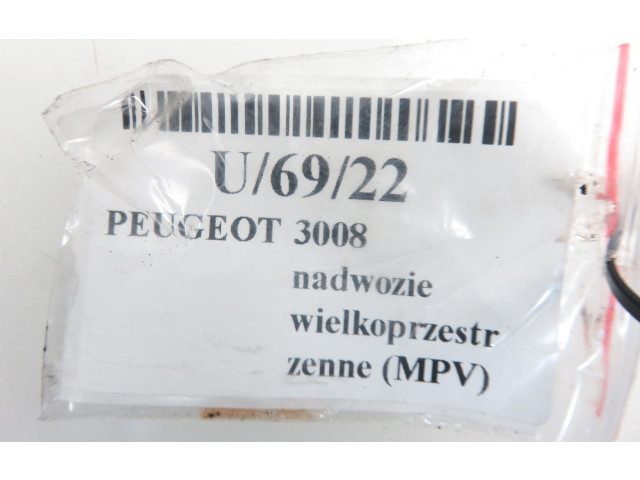 U/69/22
PEUGEOT 3008
nadwozie
wielkoprzestr
zenne (MPV)